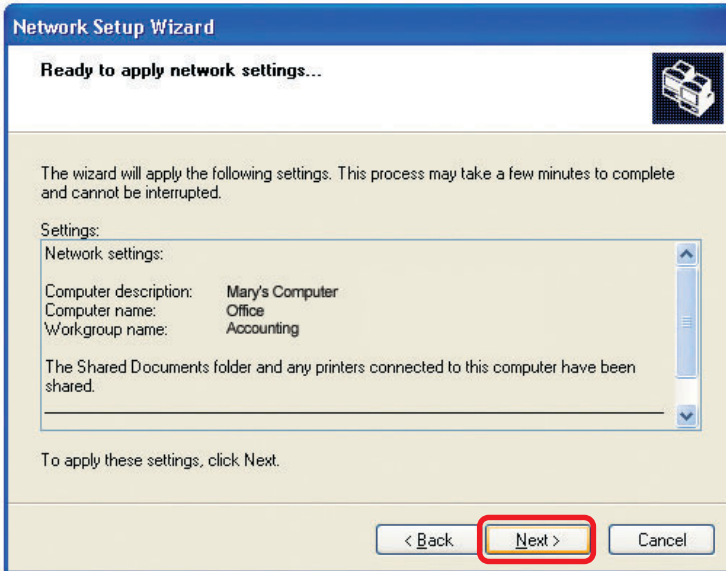 Network Setup Wizard
Ready to apply network settings...
The wizard will apply the following settings. This process may take a few minutes to complete
and cannot be interrupted.
Settings:
Network settings:
Computer description: Mary's Computer
Computer name: Office
Workgroup name: Accounting
The Shared Documents folder and any printers connected to this computer have been
shared.
To apply these settings, click Next.
< Back Next > Cancel